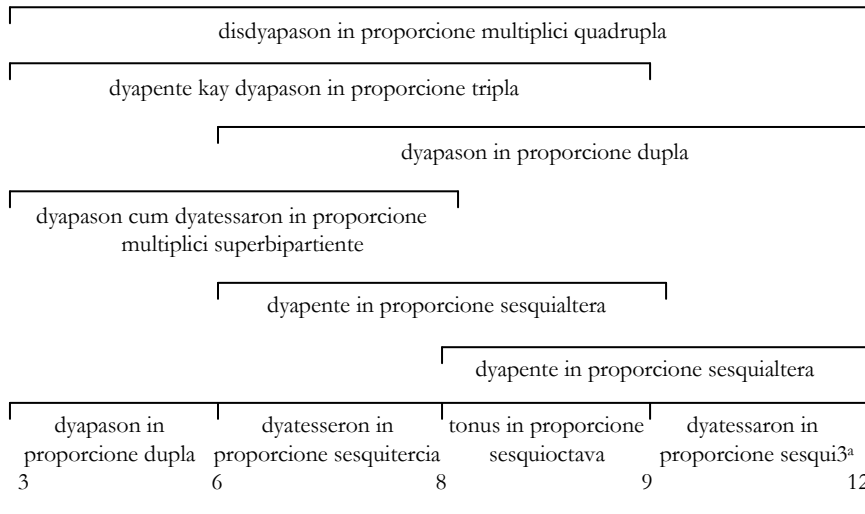 disdyapason in proporcione multiplici quadrupla
dyapente kay dyapason in proporcione tripla
dyapason in proporcione dupla
dyapason cum dyatessaron in proporcione
multiplici superbipartiente
dyapente in proporcione sesquialtera
dyapente in proporcione sesquialtera
dyapason in
proporcione dupla
dyatesseron in
proporcione sesquitercia
tonus in proporcione
sesquioctava
dyatessaron in
proporcione sesqui3ª
3 6 8 9 12